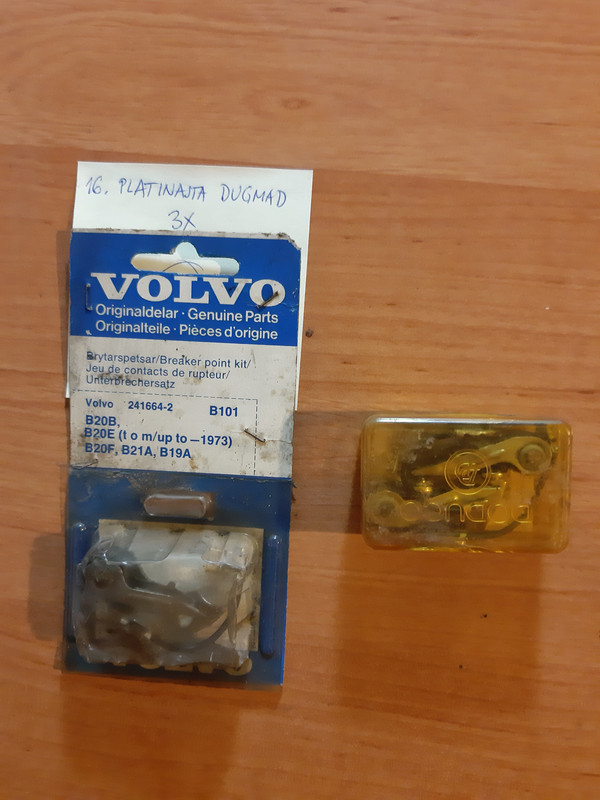 16. PLATINAJTA DUGMAD
3X
VOLVO
Originaldelar · Genuine Parts
Originalteile · Pièces d'origine
Brytarspetsar/Breaker point kit/
Jeu de contacts de rupteur/
Unterbrechersatz
Volvo 241664-2 B101
B20B,
B20E (t o m/up to —1973)
B20F, B21A, B19A